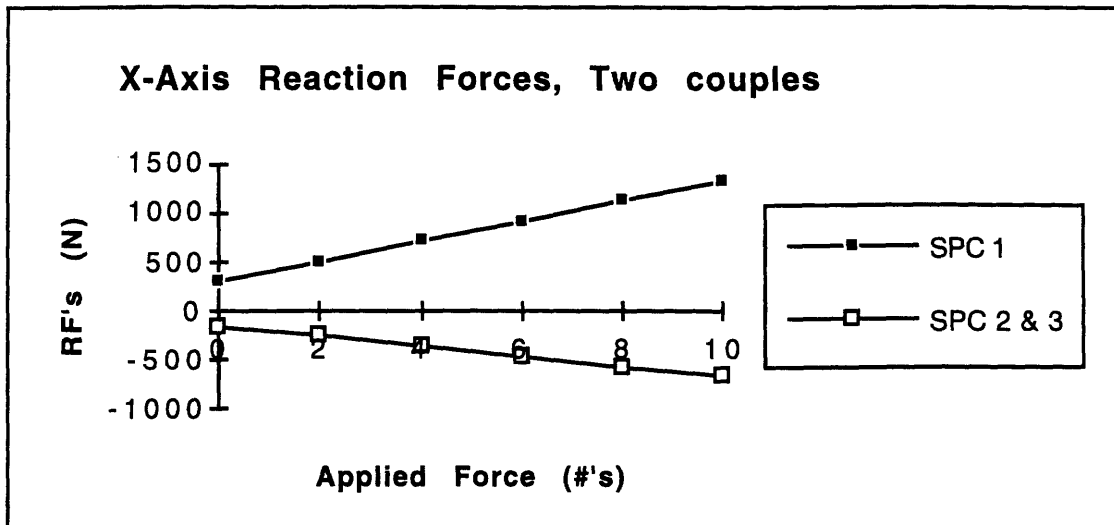 X-Axis Reaction Forces, Two couples
1500
1000
500
0
-500
-1000
0 2 4 6 8 10
RF's (N)
Applied Force (#'s)
SPC 1
SPC 2 & 3